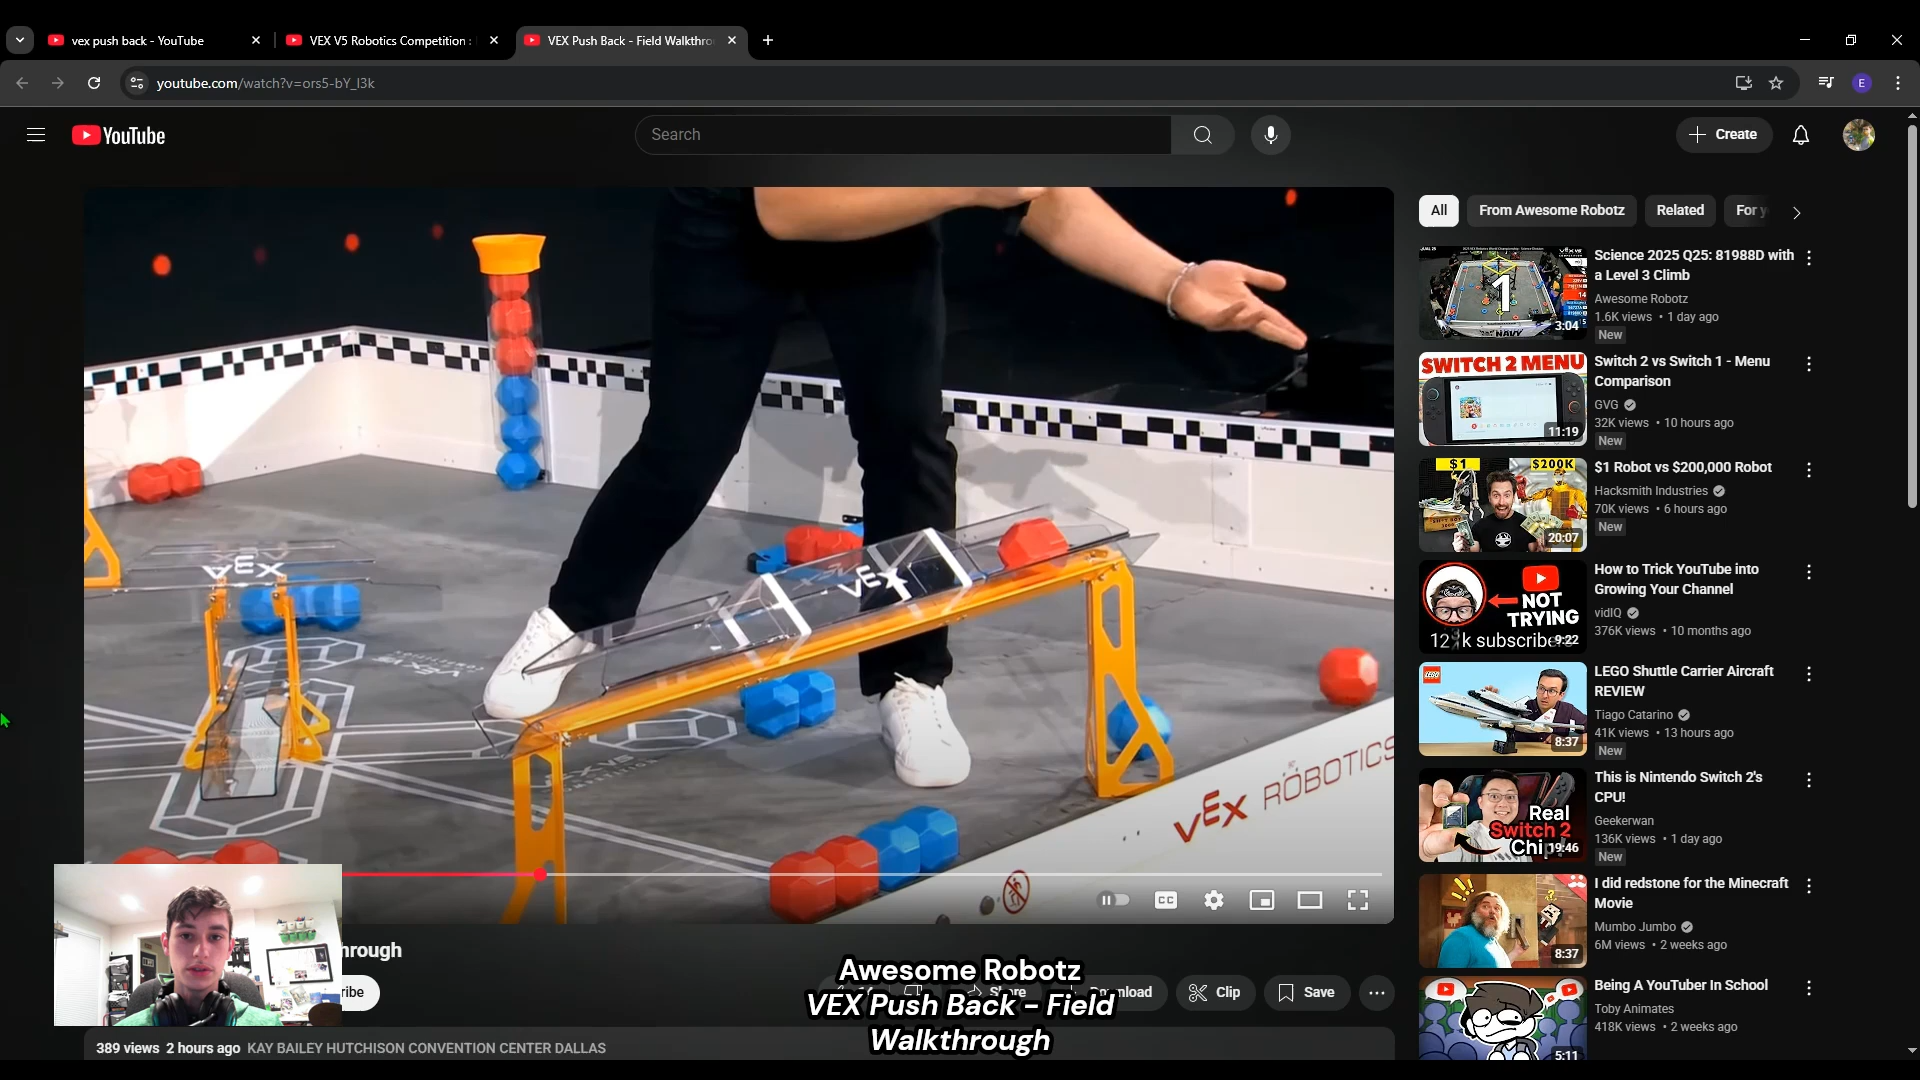 vex push back - YouTube
VEX V5 Robotics Competition :
VEX Push Back - Field Walkthro
youtube.com/watch?v=ors5-bY_l3k
E
YouTube
Search
Create
All
From Awesome Robotz
Related
For y
VEX
VEX
VEX ROBOTICS
CC
Science 2025 Q25: 81988D with
a Level 3 Climb
Awesome Robotz
1.6K views • 1 day ago
New
1
NAVY
3:04
SWITCH 2 MENU
11:19
Switch 2 vs Switch 1 - Menu
Comparison
GVG
32K views • 10 hours ago
New
$1
$200K
20:07
$1 Robot vs $200,000 Robot
Hacksmith Industries
70K views • 6 hours ago
New
NOT
TRYING
9:22
How to Trick YouTube into
Growing Your Channel
vidIQ
376K views • 10 months ago
LEGO
8:37
LEGO Shuttle Carrier Aircraft
REVIEW
Tiago Catarino
41K views • 13 hours ago
New
Real
Switch 2
Chip!
19:46
This is Nintendo Switch 2's
CPU!
Geekerwan
136K views • 1 day ago
New
8:37
I did redstone for the Minecraft
Movie
Mumbo Jumbo
6M views • 2 weeks ago
5:11
Being A YouTuber In School
Toby Animates
418K views • 2 weeks ago
hrough
ribe
Share
Download
Clip
Save
Awesome Robotz
VEX Push Back - Field
Walkthrough
389 views 2 hours ago KAY BAILEY HUTCHISON CONVENTION CENTER DALLAS